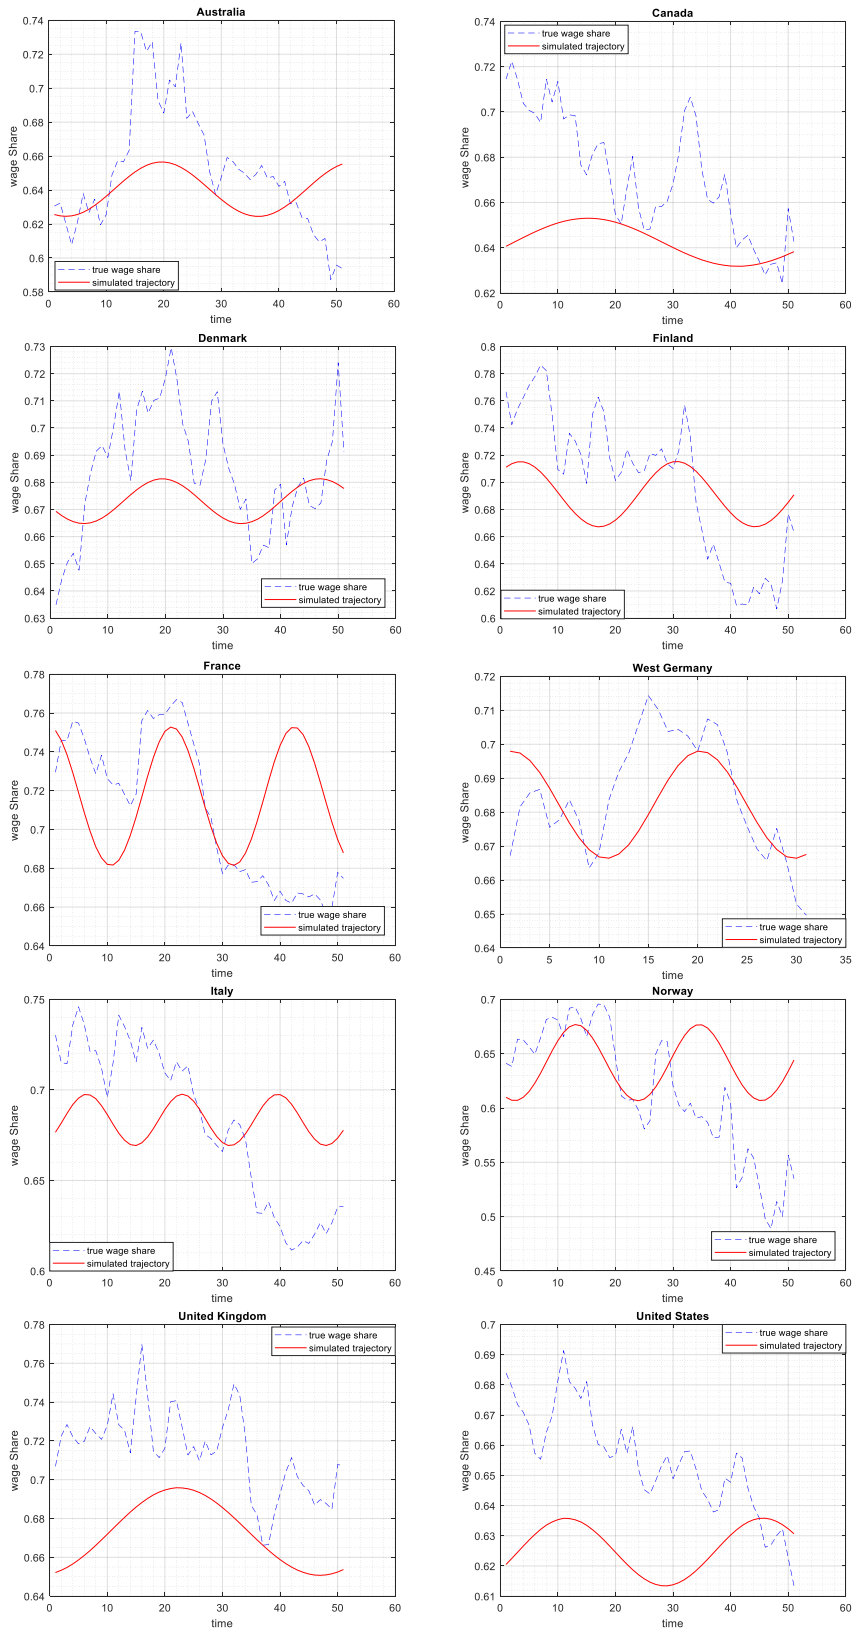 Australia
0.74
0.72
0.7
0.68
0.66
0.64
0.62
0.6
0.58
wage Share
true wage share
simulated trajectory
0 10 20 30 40 50 60
time
Canada
0.74
0.72
0.7
0.68
0.66
0.64
0.62
wage Share
true wage share
simulated trajectory
0 10 20 30 40 50 60
time
Denmark
0.73
0.72
0.71
0.7
0.69
0.68
0.67
0.66
0.65
0.64
0.63
wage Share
true wage share
simulated trajectory
0 10 20 30 40 50 60
time
Finland
0.8
0.78
0.76
0.74
0.72
0.7
0.68
0.66
0.64
0.62
0.6
wage Share
true wage share
simulated trajectory
0 10 20 30 40 50 60
time
France
0.78
0.76
0.74
0.72
0.7
0.68
0.66
0.64
wage Share
true wage share
simulated trajectory
0 10 20 30 40 50 60
time
West Germany
0.72
0.71
0.7
0.69
0.68
0.67
0.66
0.65
0.64
wage Share
true wage share
simulated trajectory
0 5 10 15 20 25 30 35
time
Italy
0.75
0.7
0.65
0.6
wage Share
true wage share
simulated trajectory
0 10 20 30 40 50 60
time
Norway
0.7
0.65
0.6
0.55
0.5
0.45
wage Share
true wage share
simulated trajectory
0 10 20 30 40 50 60
time
United Kingdom
0.78
0.76
0.74
0.72
0.7
0.68
0.66
0.64
wage Share
true wage share
simulated trajectory
0 10 20 30 40 50 60
time
United States
0.7
0.69
0.68
0.67
0.66
0.65
0.64
0.63
0.62
0.61
wage Share
true wage share
simulated trajectory
0 10 20 30 40 50 60
time